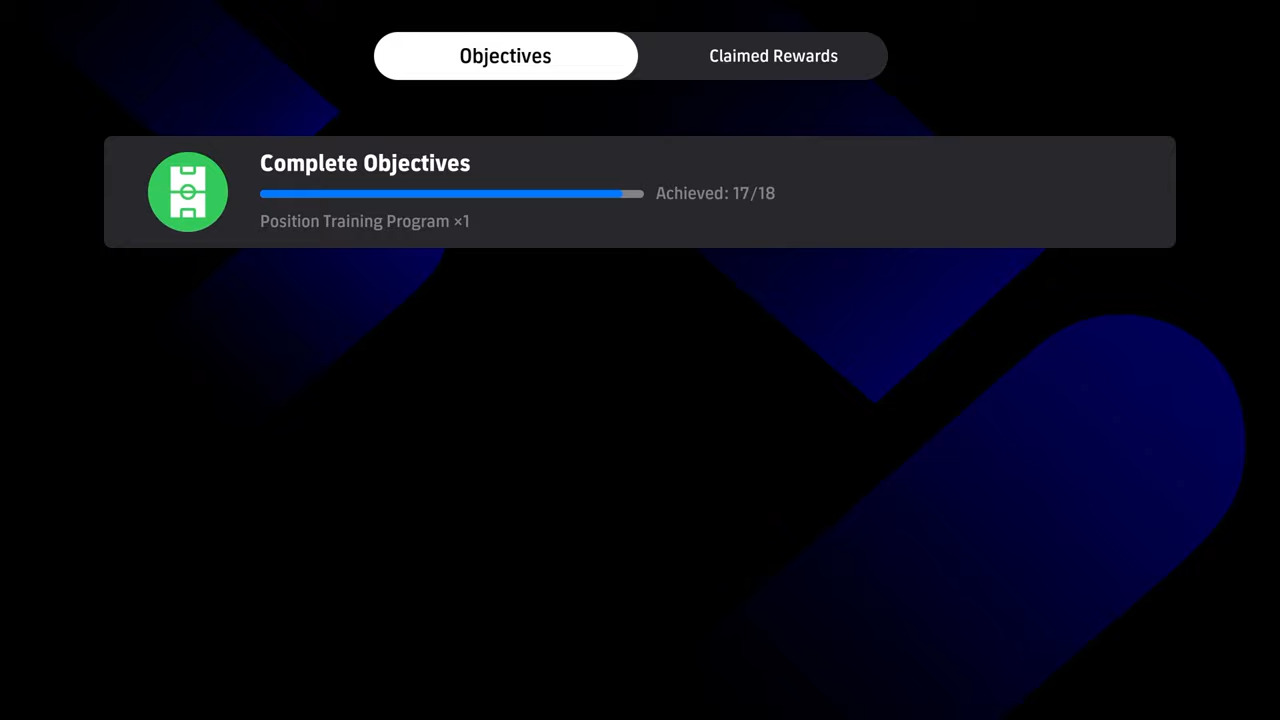 Objectives
Claimed Rewards
Complete Objectives
Achieved: 17/18
Position Training Program ×1